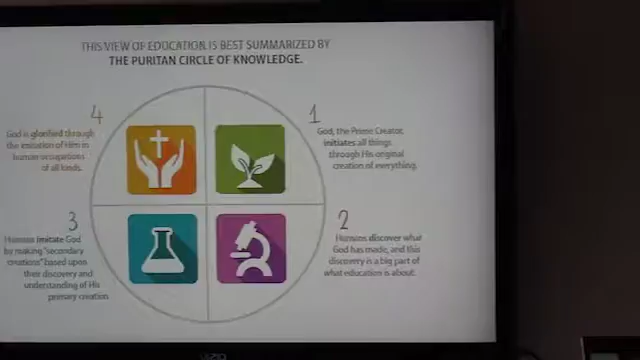 THIS VIEW OF EDUCATION IS BEST SUMMARIZED BY
THE PURITAN CIRCLE OF KNOWLEDGE.
1
God, the Prime Creator,
initiates all things
through His original
creation of everything.
2
Humans discover what
God has made, and this
discovery is a big part of
what education is about.
3
Humans imitate God
by making "secondary
creations" based upon
their discovery and
understanding of His
primary creation
4
God is glorified through
the imitation of Him in
human occupations
of all kinds.